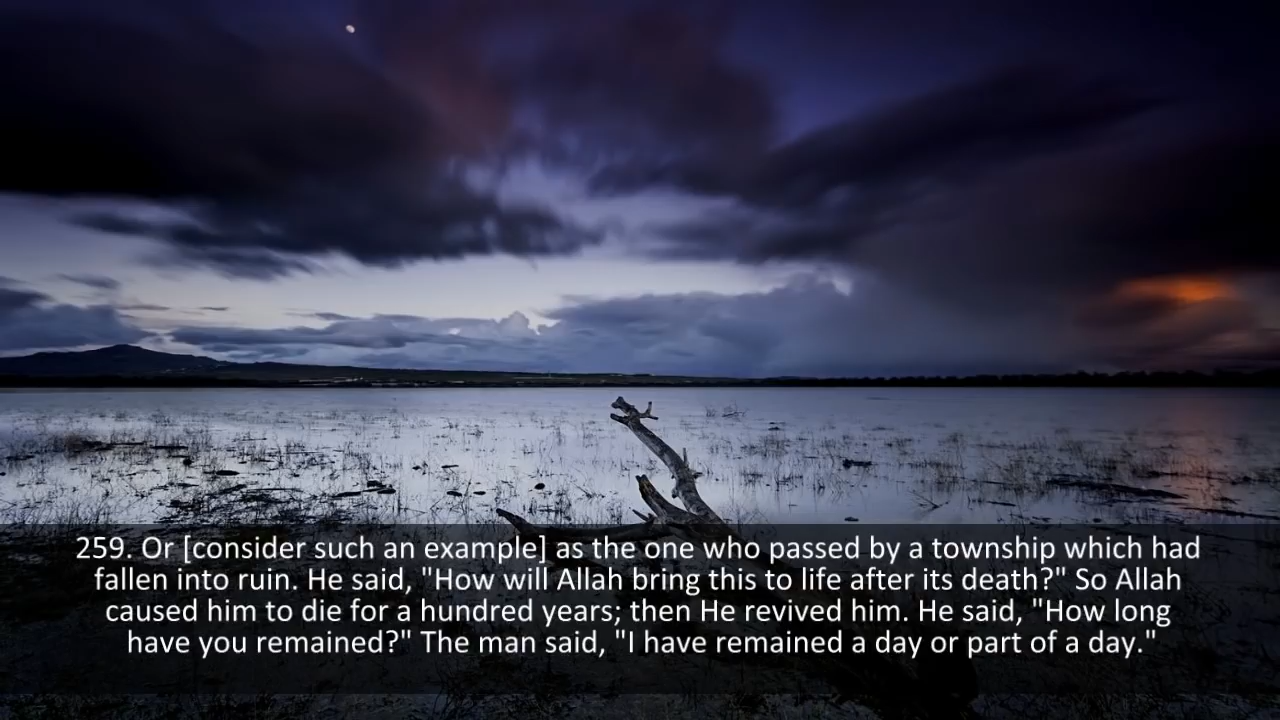 259. Or [consider such an example] as the one who passed by a township which had
fallen into ruin. He said, "How will Allah bring this to life after its death?" So Allah
caused him to die for a hundred years; then He revived him. He said, "How long
have you remained?" The man said, "I have remained a day or part of a day."